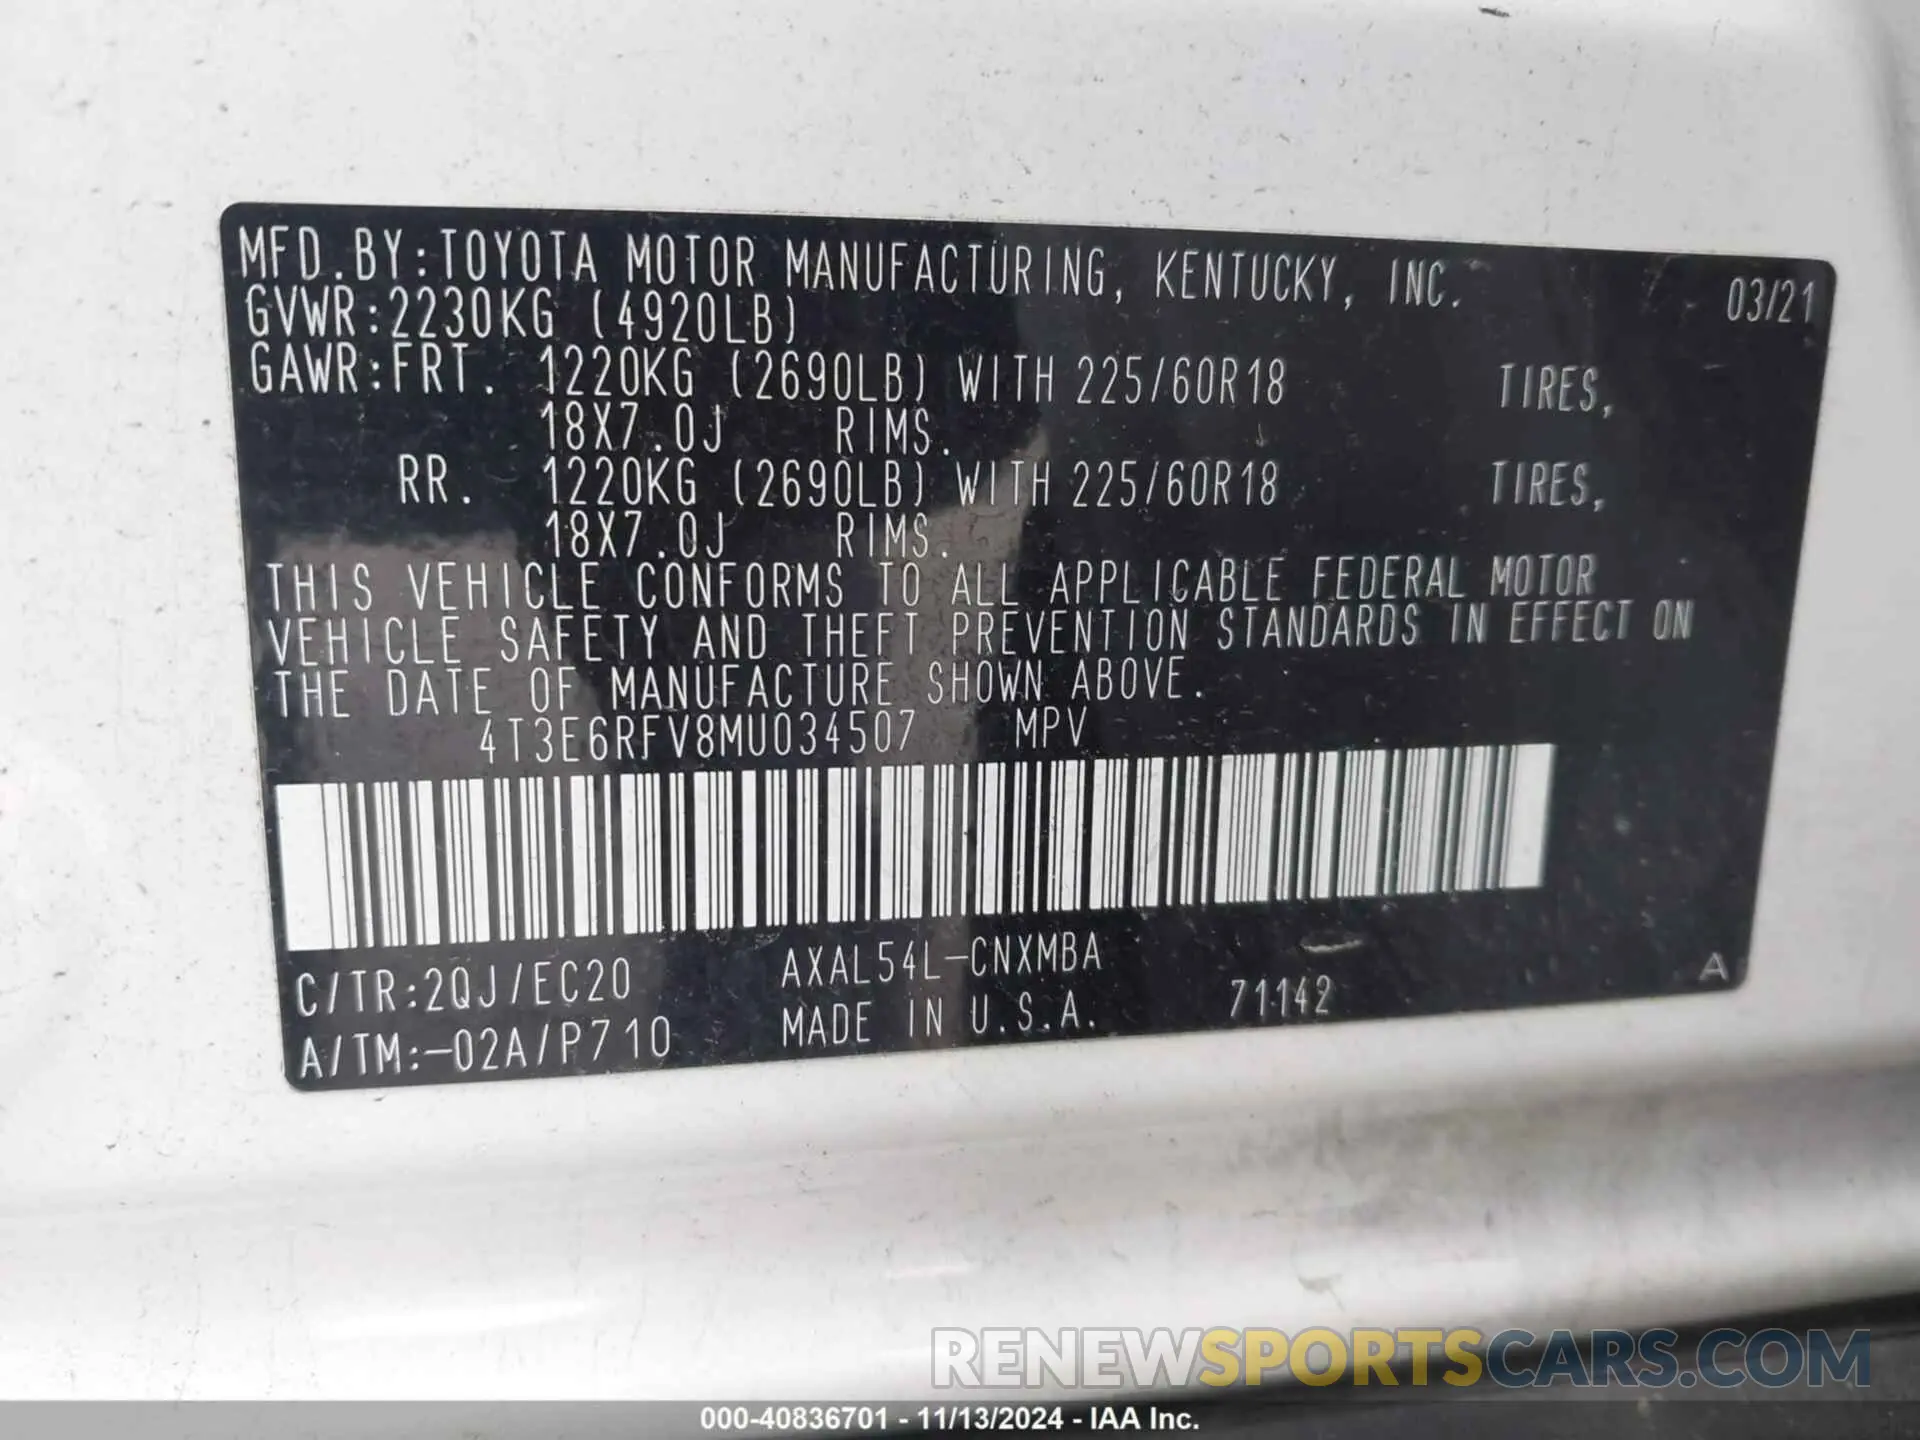 MFD.BY:TOYOTA MOTOR MANUFACTURING, KENTUCKY, INC. 03/21
GVWR:2230KG (4920LB)
GAWR:FRT. 1220KG (2690LB) WITH 225/60R18 TIRES,
18X7.0J RIMS.
RR. 1220KG (2690LB) WITH 225/60R18 TIRES,
18X7.0J RIMS.
THIS VEHICLE CONFORMS TO ALL APPLICABLE FEDERAL MOTOR
VEHICLE SAFETY AND THEFT PREVENTION STANDARDS IN EFFECT ON
THE DATE OF MANUFACTURE SHOWN ABOVE.
4T3E6RFV8MU034507 MPV
C/TR:2QJ/EC20 AXAL54L-CNXMBA A
A/TM:-02A/P710 MADE IN U.S.A. 71142
RENEWSPORTSCARS.COM
000-40836701 - 11/13/2024 - IAA Inc.